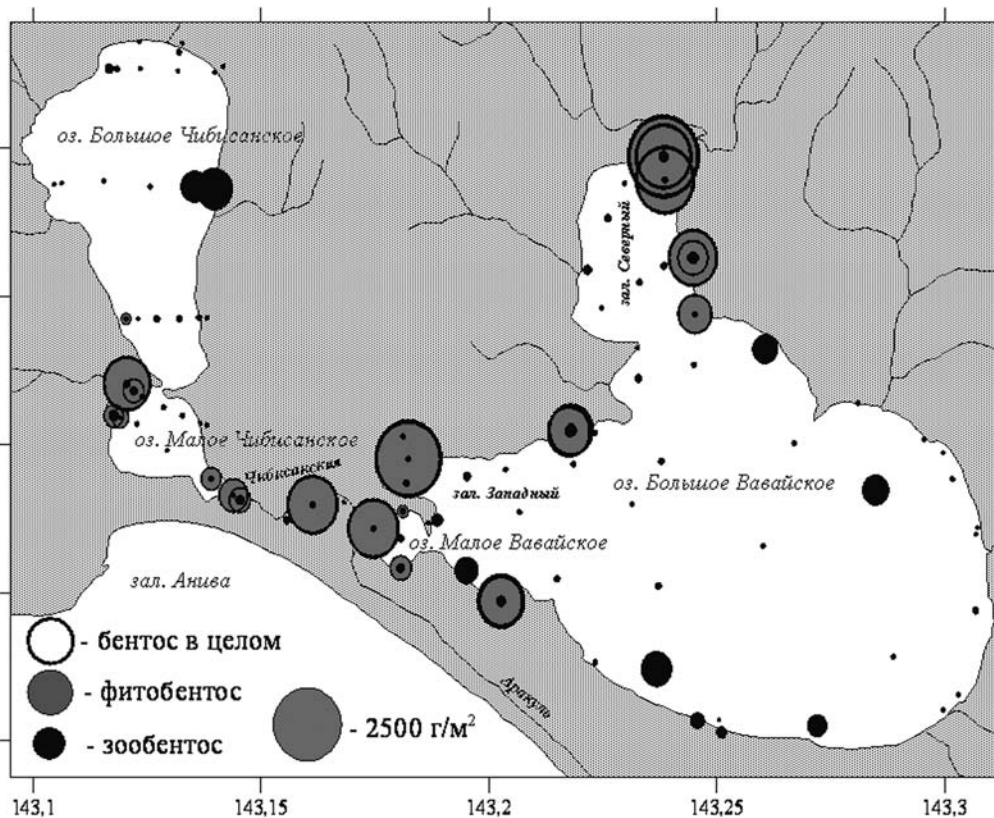 оз. Большое Чибисанское
зал. Северный
оз. Малое Чибисанское
Чибисанския
зал. Западный
оз. Большое Вавайское
оз. Малое Вавайское
зал. Анива
Аракуль
- бентос в целом
- фитобентос
- зообентос
- 2500 г/м²
143,1 143,15 143,2 143,25 143,3